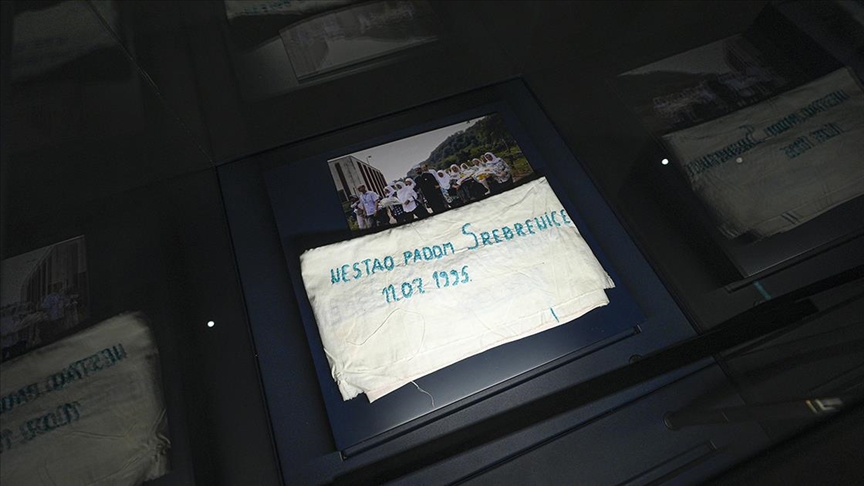 NESTAO PADOM SREBRENICE
11.07. 1995.